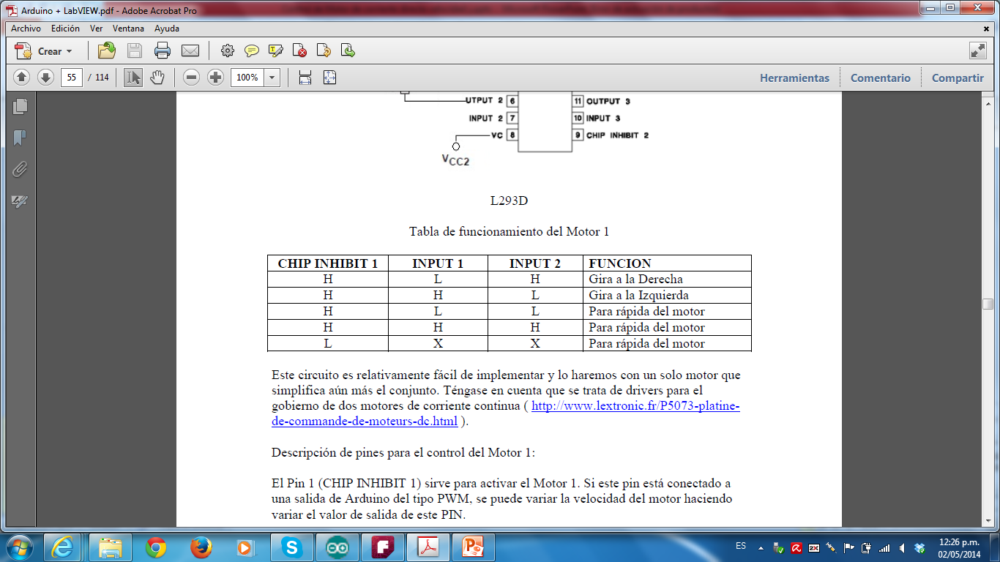 Arduino + LabVIEW.pdf - Adobe Acrobat Pro
Archivo Edición Ver Ventana Ayuda
Crear
55 / 114 100% Herramientas Comentario Compartir
UTPUT 2 6 11 OUTPUT 3
INPUT 2 7 10 INPUT 3
VC 8 9 CHIP INHIBIT 2
VCC2
L293D
Tabla de funcionamiento del Motor 1
CHIP INHIBIT 1 INPUT 1 INPUT 2 FUNCION
H L H Gira a la Derecha
H H L Gira a la Izquierda
H L L Para rápida del motor
H H H Para rápida del motor
L X X Para rápida del motor
Este circuito es relativamente fácil de implementar y lo haremos con un solo motor que
simplifica aún más el conjunto. Téngase en cuenta que se trata de drivers para el
gobierno de dos motores de corriente continua ( http://www.lextronic.fr/P5073-platine-
de-commande-de-moteurs-dc.html ).
Descripción de pines para el control del Motor 1:
El Pin 1 (CHIP INHIBIT 1) sirve para activar el Motor 1. Si este pin está conectado a
una salida de Arduino del tipo PWM, se puede variar la velocidad del motor haciendo
variar el valor de salida de este PIN.
ES 12:26 p.m.
02/05/2014